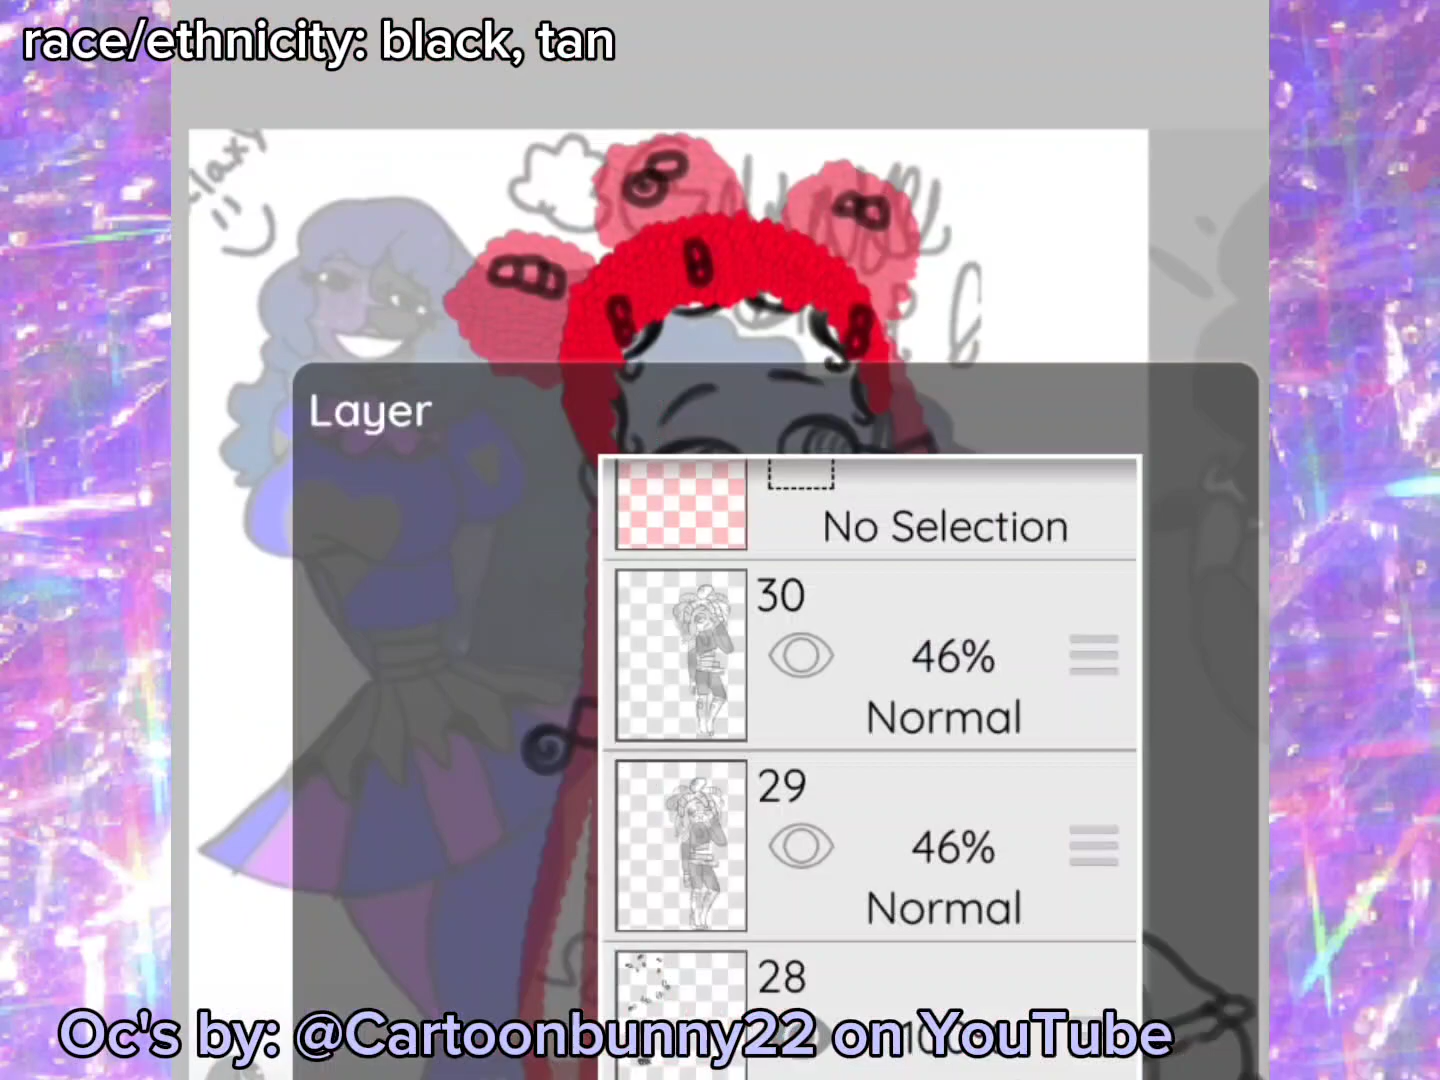 race/ethnicity: black, tan
Layer
No Selection
30
46%
Normal
29
46%
Normal
28
Oc's by: @Cartoonbunny22 on YouTube